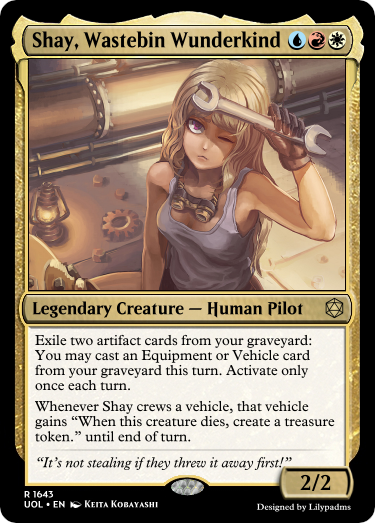 Shay, Wastebin Wunderkind
Legendary Creature — Human Pilot
Exile two artifact cards from your graveyard:
You may cast an Equipment or Vehicle card
from your graveyard this turn. Activate only
once each turn.
Whenever Shay crews a vehicle, that vehicle
gains “When this creature dies, create a
treasure token.” until end of turn.
“It’s not stealing if they threw it away first!”
2/2
R 1643
UOL • EN Keita Kobayashi
Designed by Lilypadms